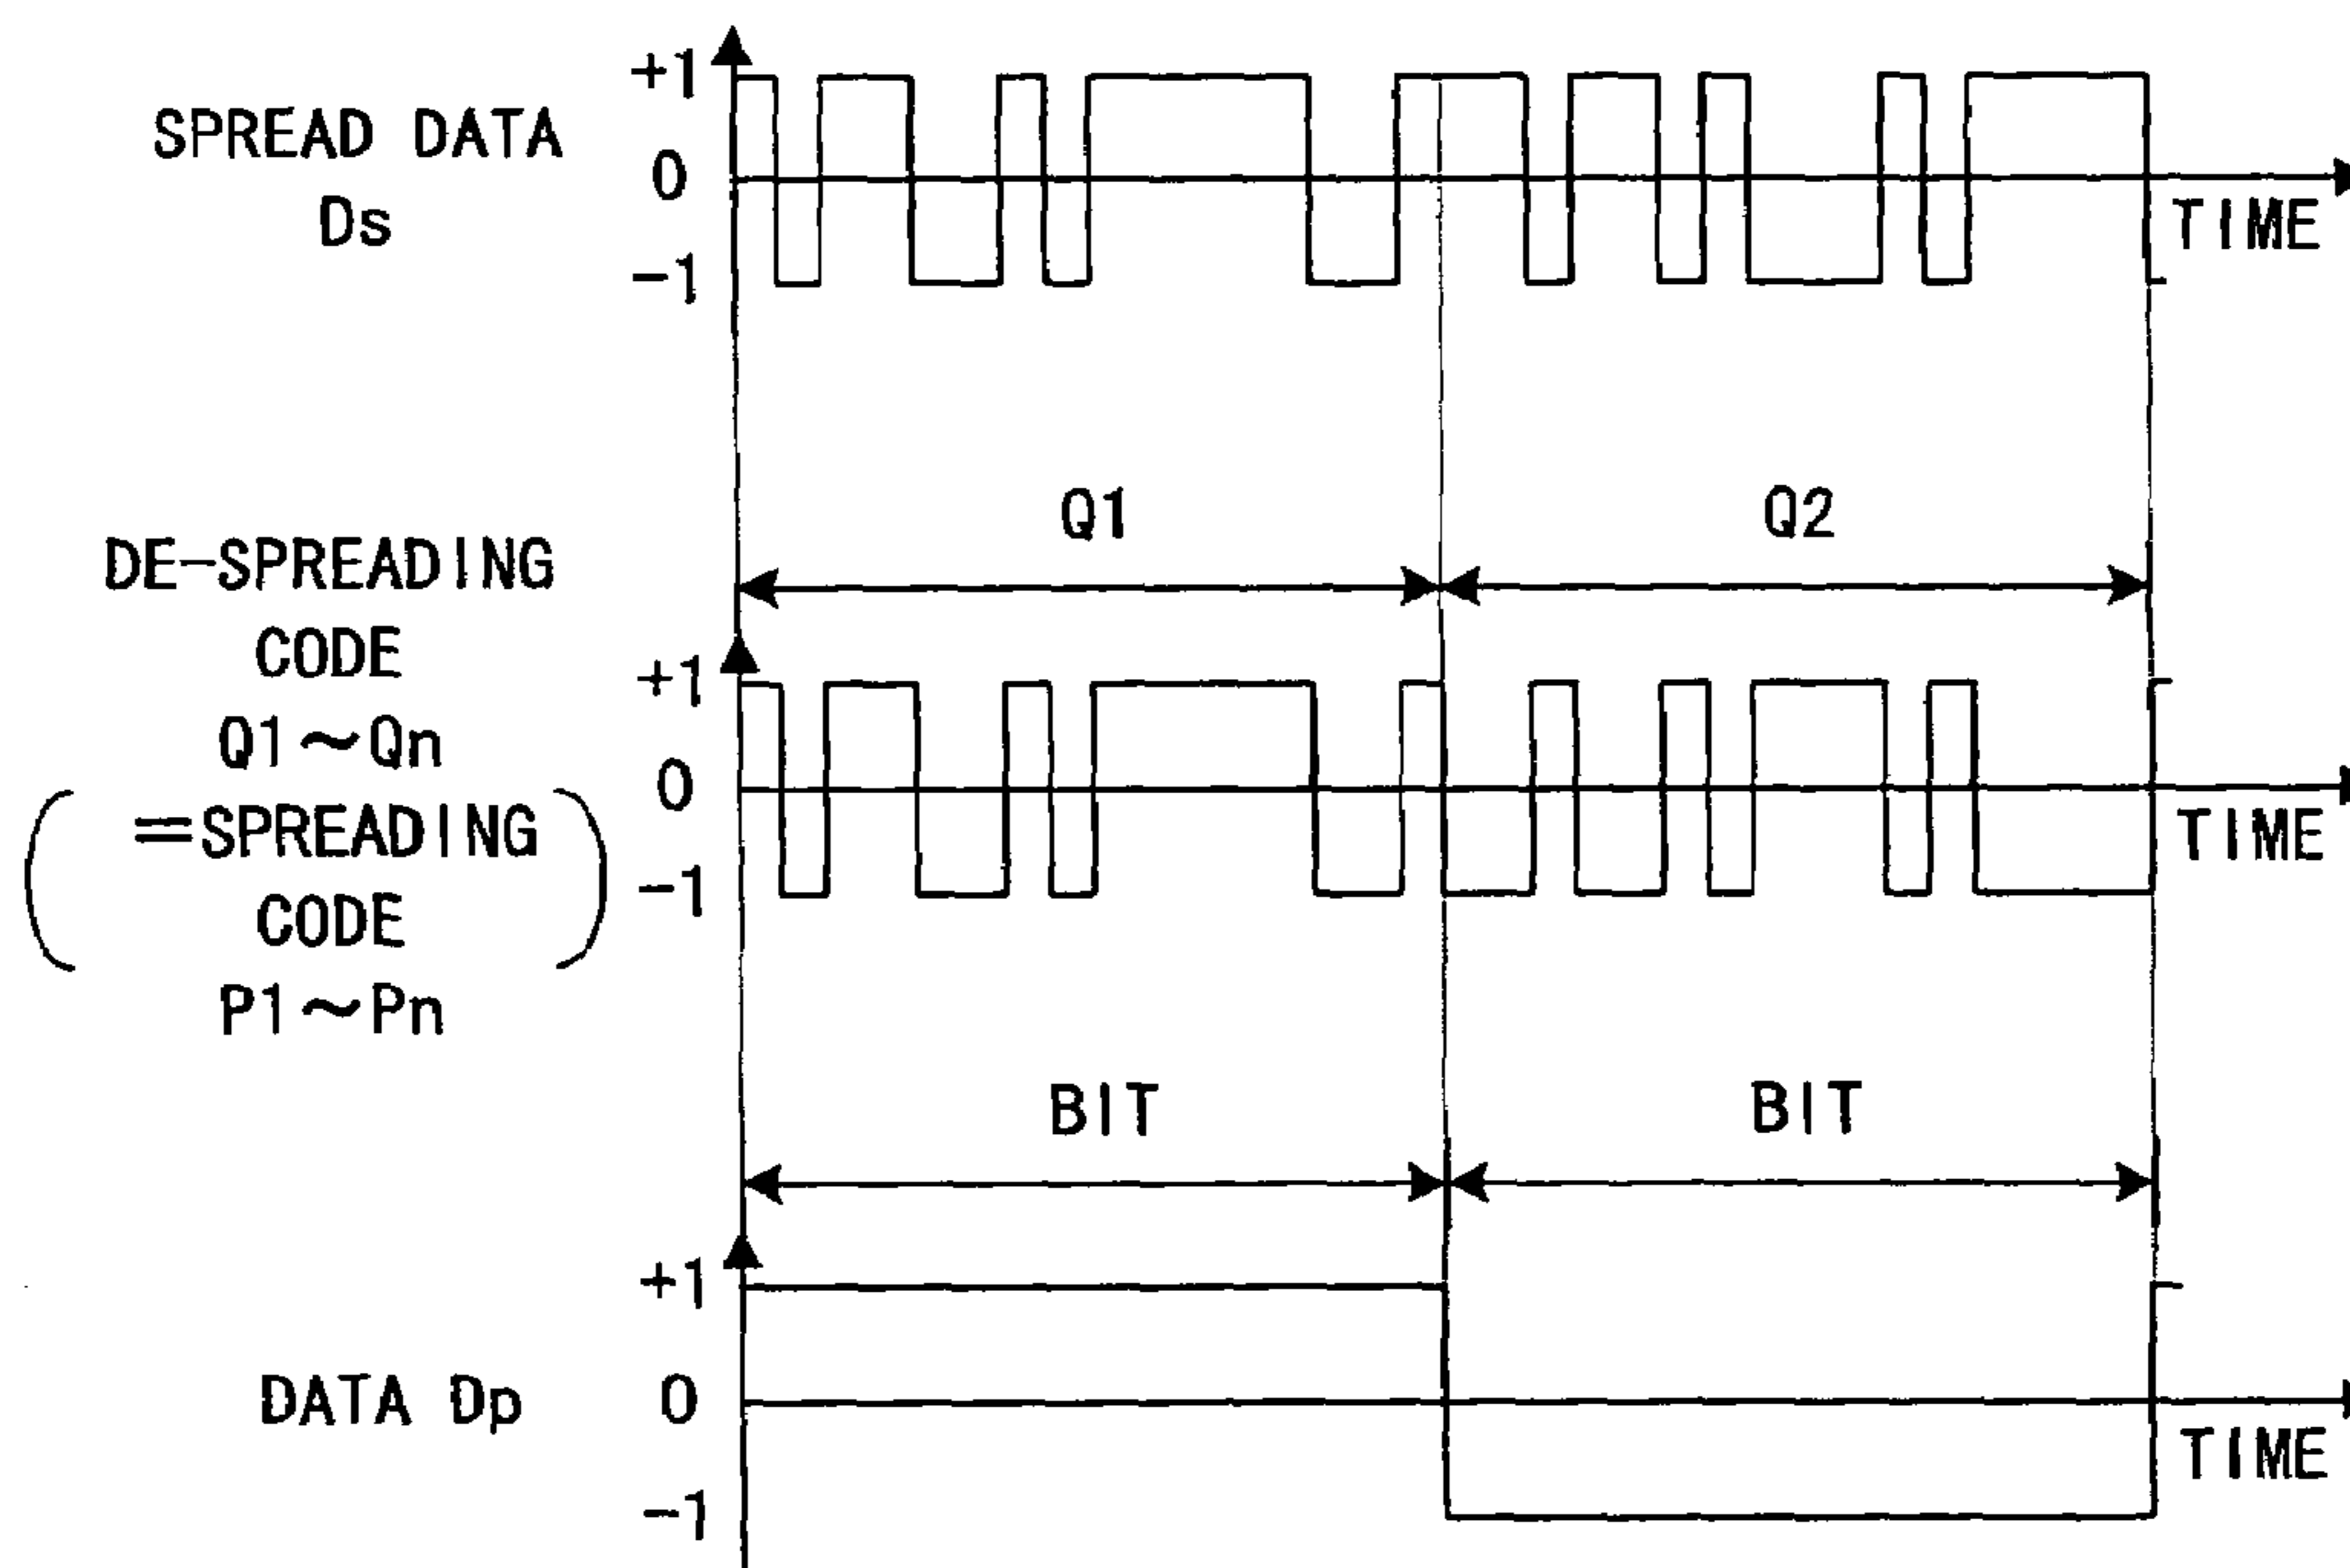 SPREAD DATA
Ds
+1
0
-1
TIME
Q1
Q2
DE-SPREADING
CODE
Q1～Qn
(=SPREADING
CODE)
P1～Pn
+1
0
-1
TIME
BIT
BIT
DATA Dp
+1
0
-1
TIME